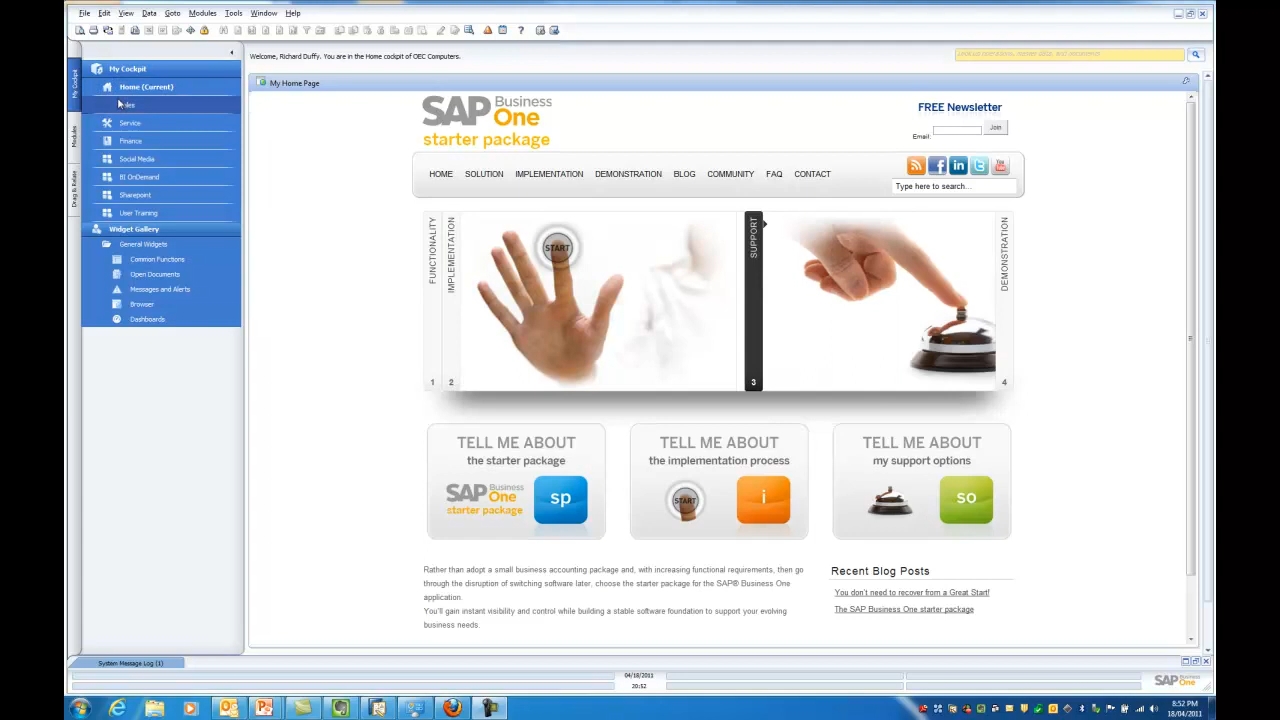 File Edit View Data Goto Modules Tools Window Help
My Cockpit
Modules
Drag & Relate
My Cockpit
Home (Current)
Service
Finance
Social Media
BI OnDemand
Sharepoint
User Training
Widget Gallery
General Widgets
Common Functions
Open Documents
Messages and Alerts
Browser
Dashboards
Welcome, Richard Duffy. You are in the Home cockpit of OEC Computers.
My Home Page
SAP Business One
starter package
FREE Newsletter
Email: Join
HOME SOLUTION IMPLEMENTATION DEMONSTRATION BLOG COMMUNITY FAQ CONTACT
You Tube
Type here to search...
FUNCTIONALITY
1
IMPLEMENTATION
2
START
SUPPORT
3
DEMONSTRATION
4
TELL ME ABOUT
the starter package
SAP Business One
starter package
sp
TELL ME ABOUT
the implementation process
START
i
TELL ME ABOUT
my support options
so
Rather than adopt a small business accounting package and, with increasing functional requirements, then go
through the disruption of switching software later, choose the starter package for the SAP® Business One
application.
You'll gain instant visibility and control while building a stable software foundation to support your evolving
business needs.
Recent Blog Posts
You don't need to recover from a Great Start!
The SAP Business One starter package
System Message Log (1)
04/18/2011
20:52
SAP Business One
8:52 PM
18/04/2011